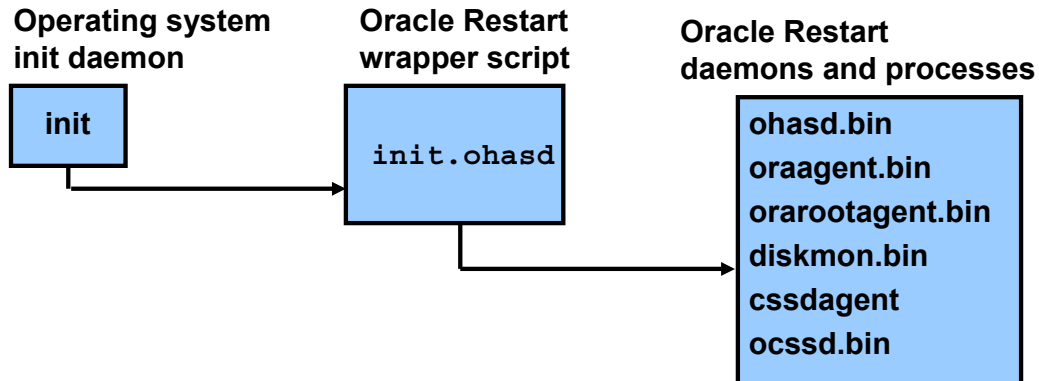 Operating system
init daemon
init
Oracle Restart
wrapper script
init.ohasd
Oracle Restart
daemons and processes
ohasd.bin
oraagent.bin
orarootagent.bin
diskmon.bin
cssdagent
ocssd.bin